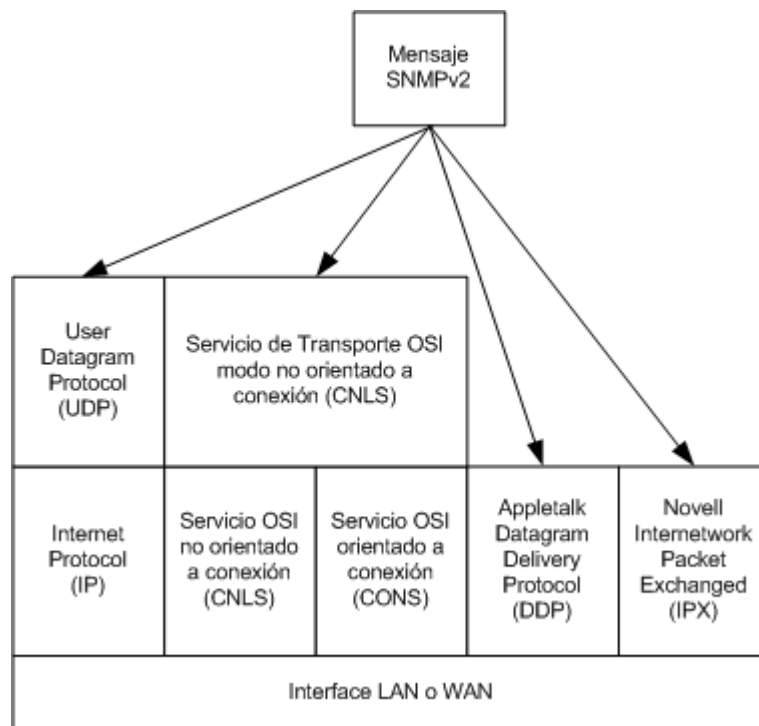 Mensaje
SNMPv2
User
Datagram
Protocol
(UDP)
Servicio de Transporte OSI
modo no orientado a
conexión (CNLS)
Internet
Protocol
(IP)
Servicio OSI
no orientado
a conexión
(CNLS)
Servicio OSI
orientado a
conexión
(CONS)
Appletalk
Datagram
Delivery
Protocol
(DDP)
Novell
Internetwork
Packet
Exchanged
(IPX)
Interface LAN o WAN